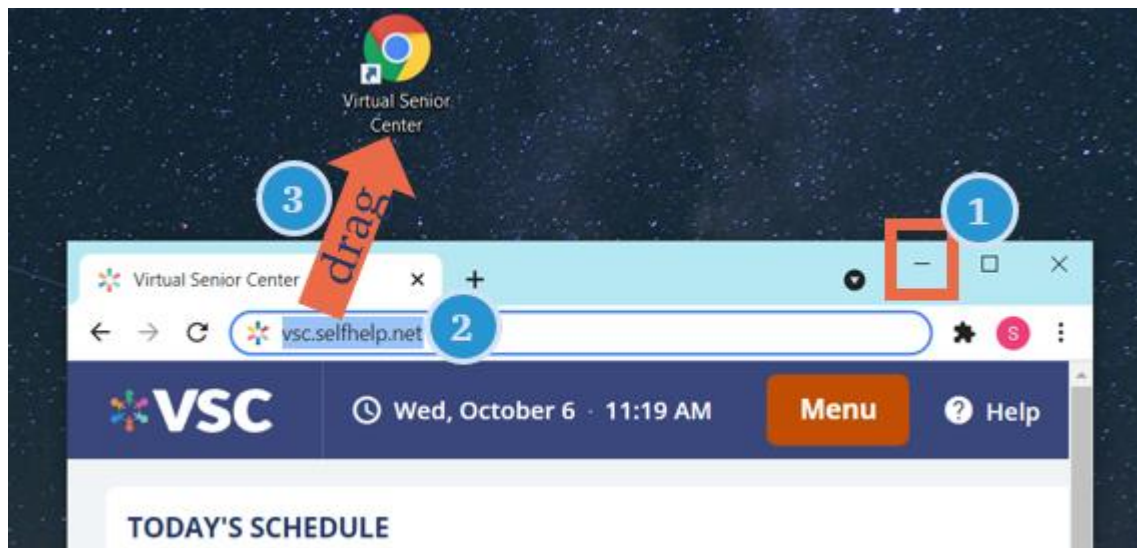 Virtual Senior
Center
3
drag
1
Virtual Senior Center
vsc.selfhelp.net
2
VSC
Wed, October 6 · 11:19 AM
Menu
? Help
S
TODAY'S SCHEDULE